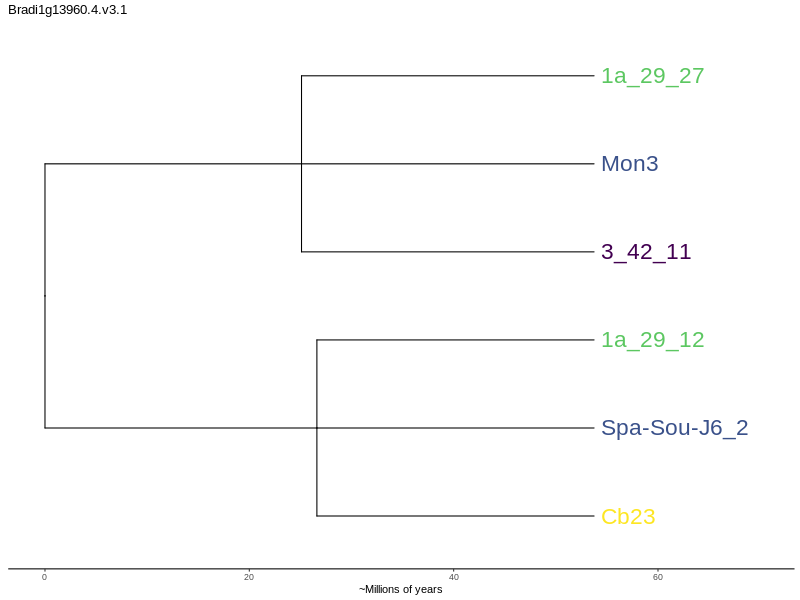 Bradi1g13960.4.v3.1
1a_29_27
Mon3
3_42_11
1a_29_12
Spa-Sou-J6_2
Cb23
0 20 40 60
~Millions of years